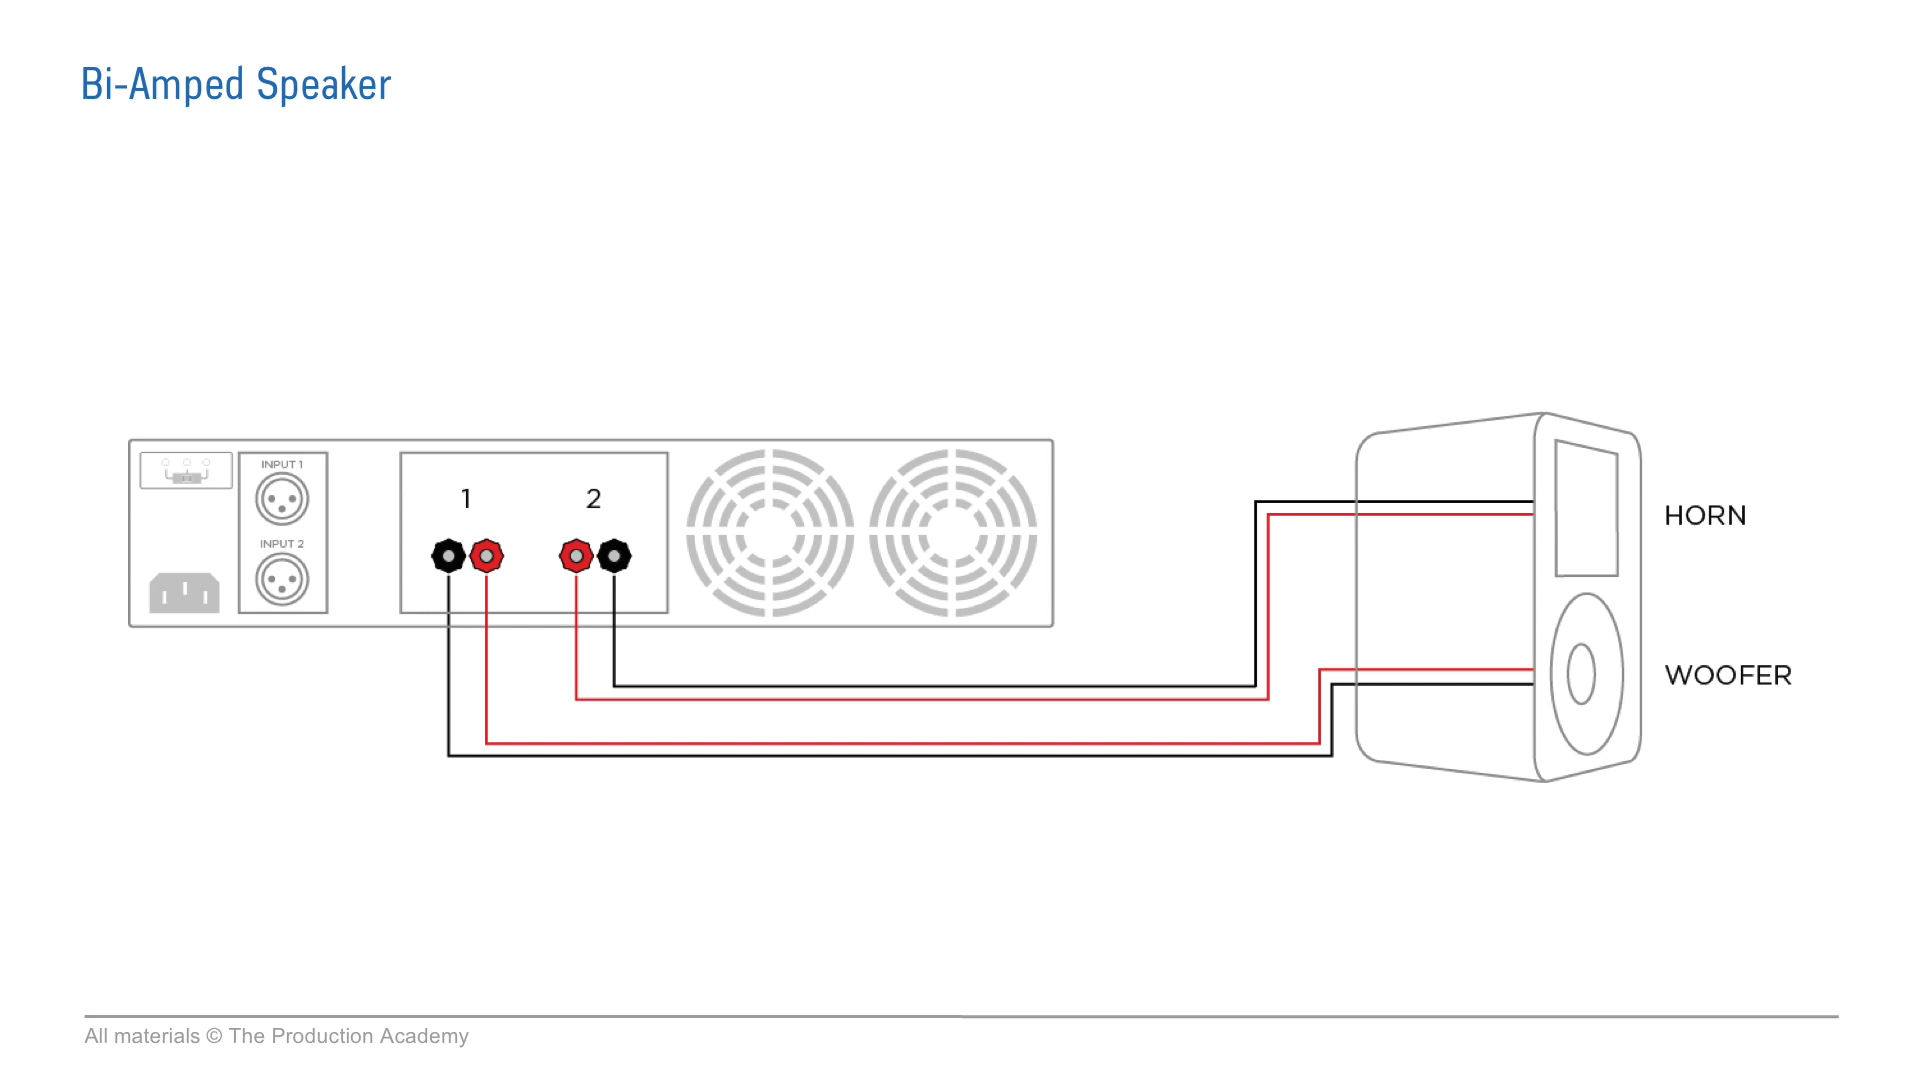 Bi-Amped Speaker
INPUT 1
1
2
HORN
INPUT 2
WOOFER
All materials © The Production Academy